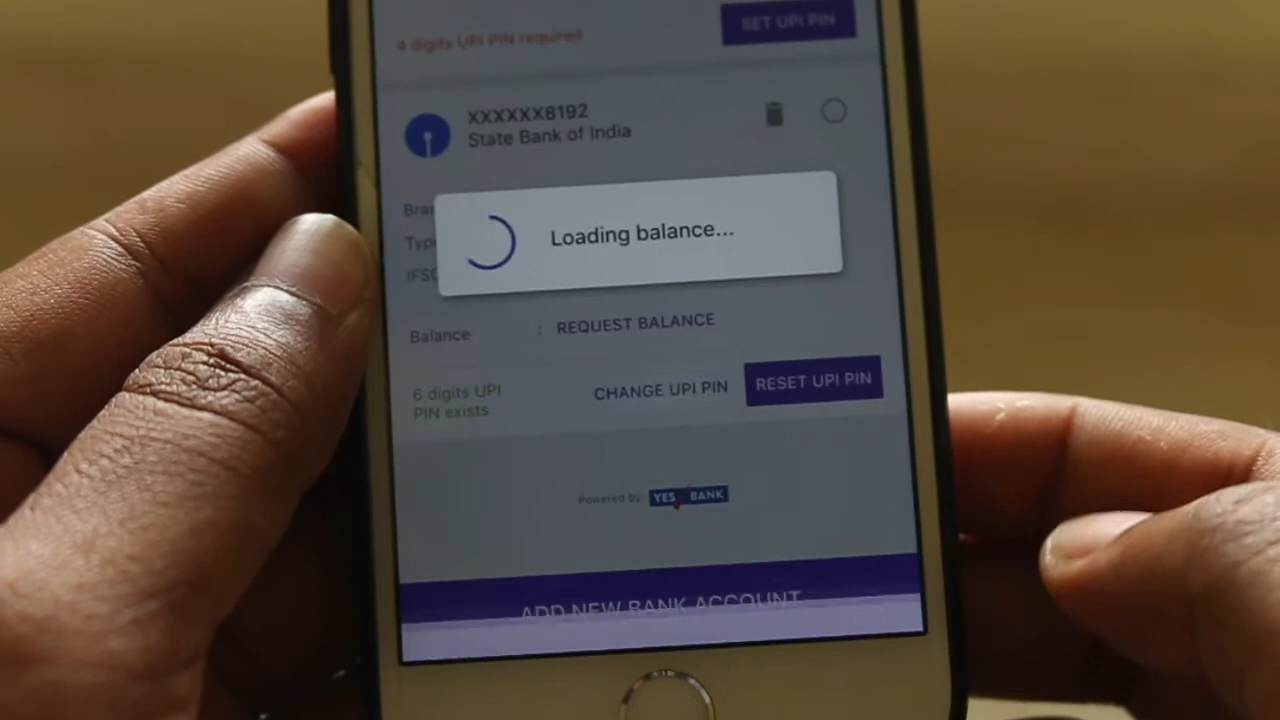 4 digits UPI PIN required
SET UPI PIN
XXXXXX8192
State Bank of India
Loading balance...
Balance : REQUEST BALANCE
6 digits UPI
PIN exists
CHANGE UPI PIN
RESET UPI PIN
Powered by YES BANK
ADD NEW BANK ACCOUNT